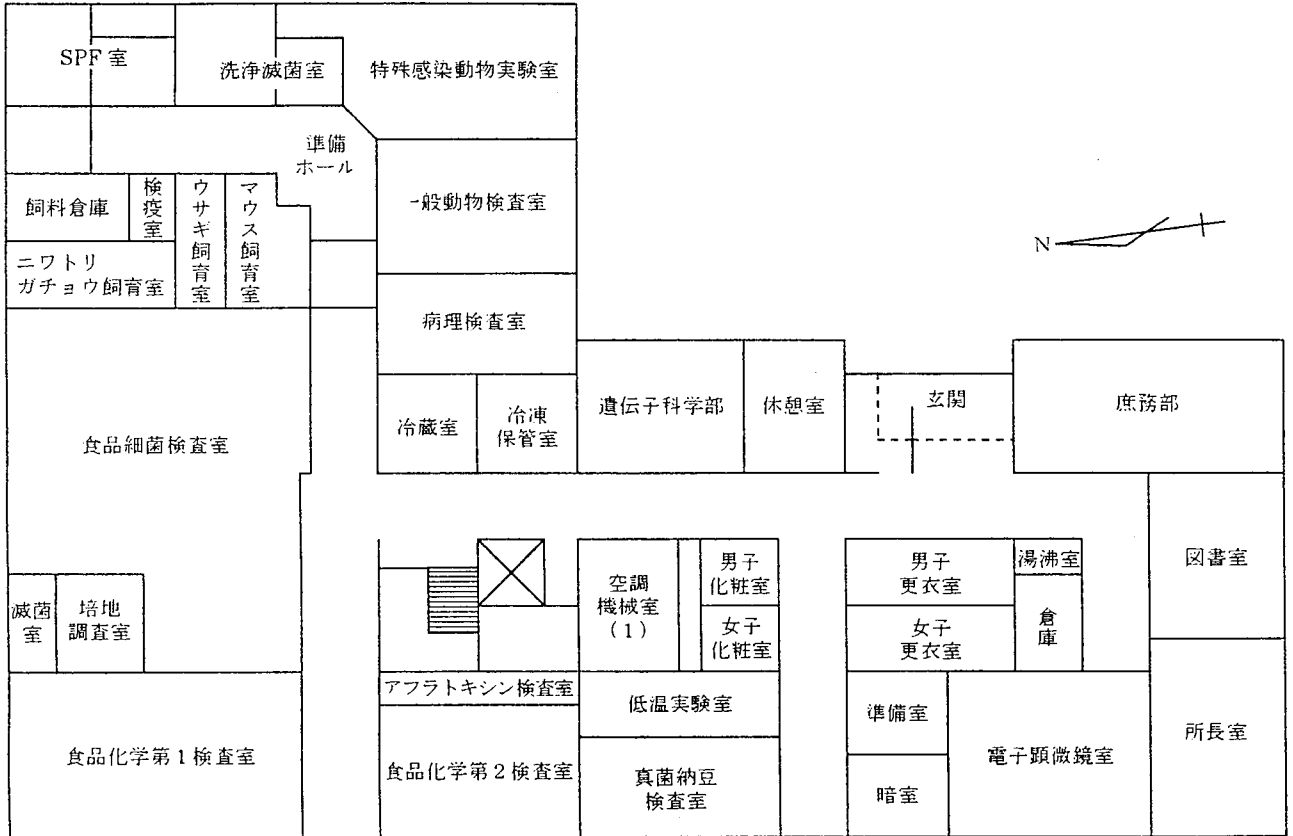 SPF室
洗浄滅菌室
特殊感染動物実験室
準備
ホール
飼料倉庫
検疫室
ウサギ飼育室
マウス飼育室
一般動物検査室
ニワトリ
ガチョウ飼育室
N
病理検査室
食品細菌検査室
冷蔵室
冷凍
保管室
遺伝子科学部
休憩室
玄関
庶務部
滅菌
室
培地
調査室
空調
機械室
(1)
男子
化粧室
女子
化粧室
男子
更衣室
女子
更衣室
湯沸室
倉庫
図書室
アフラトキシン検査室
低温実験室
準備室
食品化学第1検査室
食品化学第2検査室
真菌納豆
検査室
暗室
電子顕微鏡室
所長室